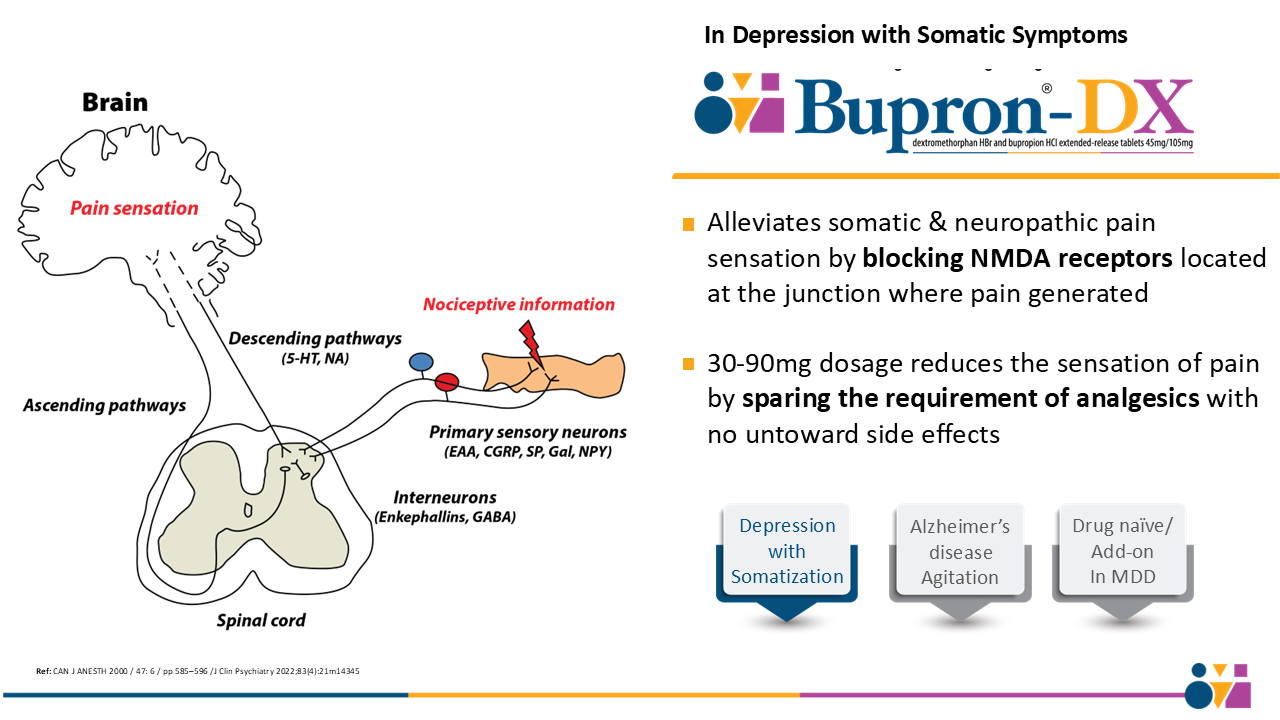 In Depression with Somatic Symptoms
Bupron®-DX
dextromethorphan HBr and bupropion HCl extended-release tablets 45mg/105mg
Brain
Pain sensation
Nociceptive information
Descending pathways
(5-HT, NA)
Ascending pathways
Primary sensory neurons
(EAA, CGRP, SP, Gal, NPY)
Interneurons
(Enkephallins, GABA)
Spinal cord
Alleviates somatic & neuropathic pain
sensation by blocking NMDA receptors located
at the junction where pain generated
30-90mg dosage reduces the sensation of pain
by sparing the requirement of analgesics with
no untoward side effects
Depression
with
Somatization
Alzheimer's
disease
Agitation
Drug naïve/
Add-on
In MDD
Ref: CAN J ANESTH 2000 / 47: 6 / pp 585–596 /J Clin Psychiatry 2022;83(4):21m14345